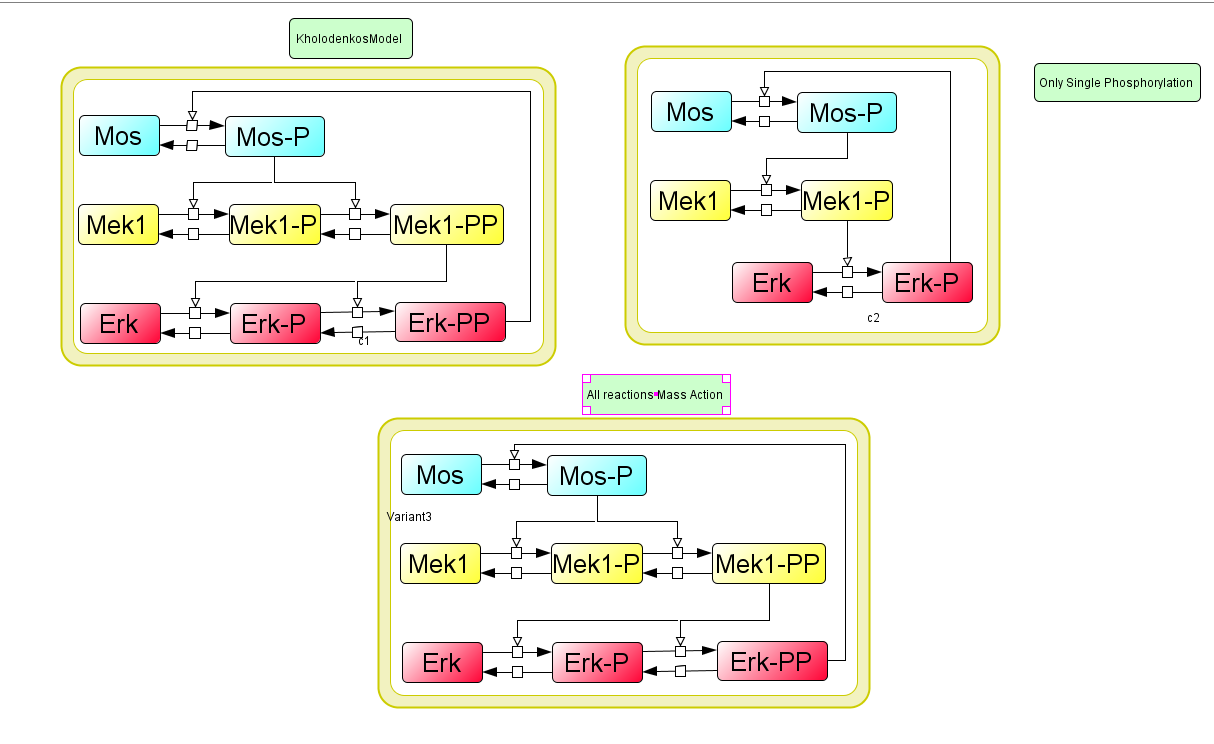 KholodenkosModel
Mos
Mos-P
Mek1
Mek1-P
Mek1-PP
Erk
Erk-P
Erk-PP
c1
Only Single Phosphorylation
Mos
Mos-P
Mek1
Mek1-P
Erk
Erk-P
c2
All reactions Mass Action
Mos
Mos-P
Variant3
Mek1
Mek1-P
Mek1-PP
Erk
Erk-P
Erk-PP